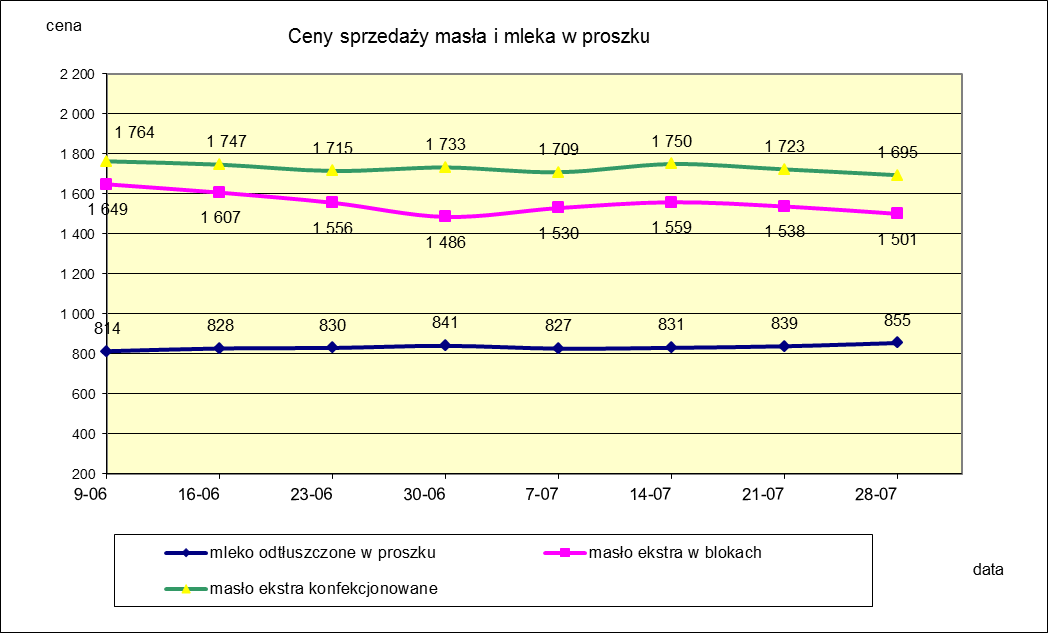 cena
Ceny sprzedaży masła i mleka w proszku
2 200
2 000
1 800
1 600
1 400
1 200
1 000
800
600
400
200
1 764 1 747 1 715 1 733 1 709 1 750 1 723 1 695
1 649 1 607 1 556 1 486 1 530 1 559 1 538 1 501
814 828 830 841 827 831 839 855
9-06 16-06 23-06 30-06 7-07 14-07 21-07 28-07
mleko odtłuszczone w proszku masło ekstra w blokach
masło ekstra konfekcjonowane
data